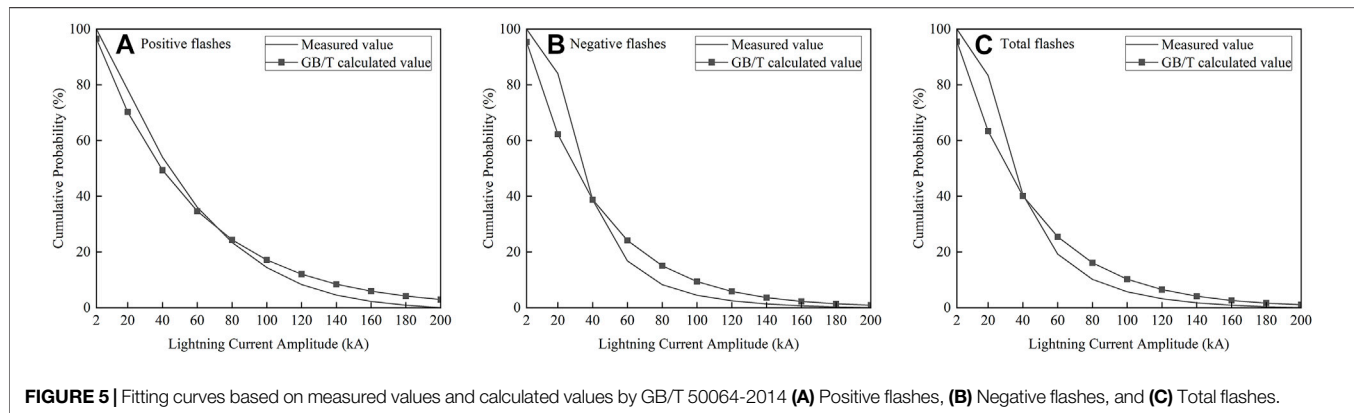 A Positive flashes
Measured value
GB/T calculated value
Cumulative Probability (%)
100
80
60
40
20
0
2 20 40 60 80 100 120 140 160 180 200
Lightning Current Amplitude (kA)
B Negative flashes
Measured value
GB/T calculated value
Cumulative Probability (%)
100
80
60
40
20
0
2 20 40 60 80 100 120 140 160 180 200
Lightning Current Amplitude (kA)
C Total flashes
Measured value
GB/T calculated value
Cumulative Probability (%)
100
80
60
40
20
0
2 20 40 60 80 100 120 140 160 180 200
Lightning Current Amplitude (kA)
FIGURE 5 | Fitting curves based on measured values and calculated values by GB/T 50064-2014 (A) Positive flashes, (B) Negative flashes, and (C) Total flashes.